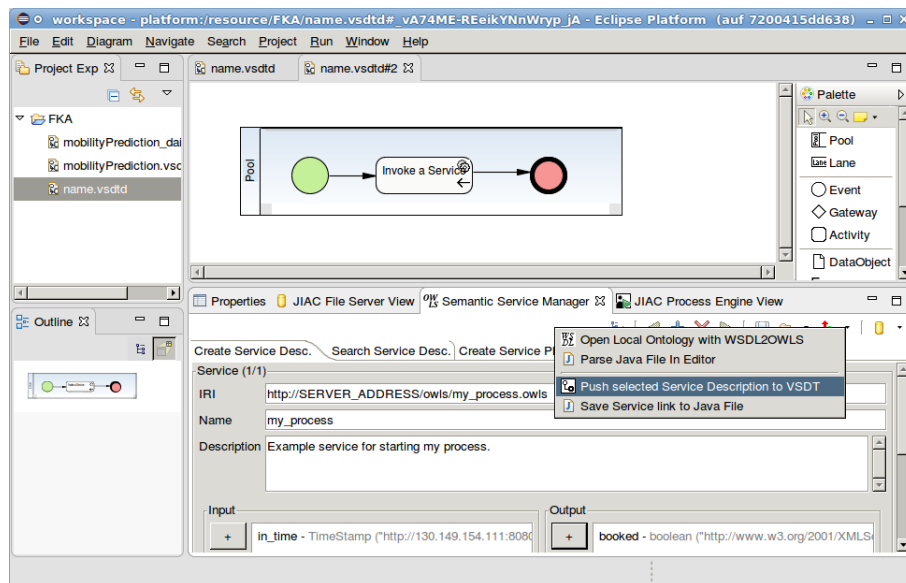 workspace - platform:/resource/FKA/name.vsdtd#_vA74ME-REeikYNnWryp_jA - Eclipse Platform (auf 7200415dd638)
File Edit Diagram Navigate Search Project Run Window Help
Project Exp
name.vsdtd name.vsdtd#2
Palette
FKA
mobilityPrediction_dai
mobilityPrediction.vsc
name.vsdtd
Pool
Invoke a Service
Pool
Lane
Event
Gateway
Activity
DataObject
Outline
Properties JIAC File Server View OWLS Semantic Service Manager JIAC Process Engine View
Create Service Desc. Search Service Desc. Create Service Pl
WS Open Local Ontology with WSDL2OWLS
Parse Java File In Editor
Push selected Service Description to VSDT
Save Service link to Java File
Service (1/1)
IRI http://SERVER_ADDRESS/owls/my_process.owls
Name my_process
Description Example service for starting my process.
Input Output
+ in_time - TimeStamp ("http://130.149.154.111:8080 + booked - boolean ("http://www.w3.org/2001/XMLSc